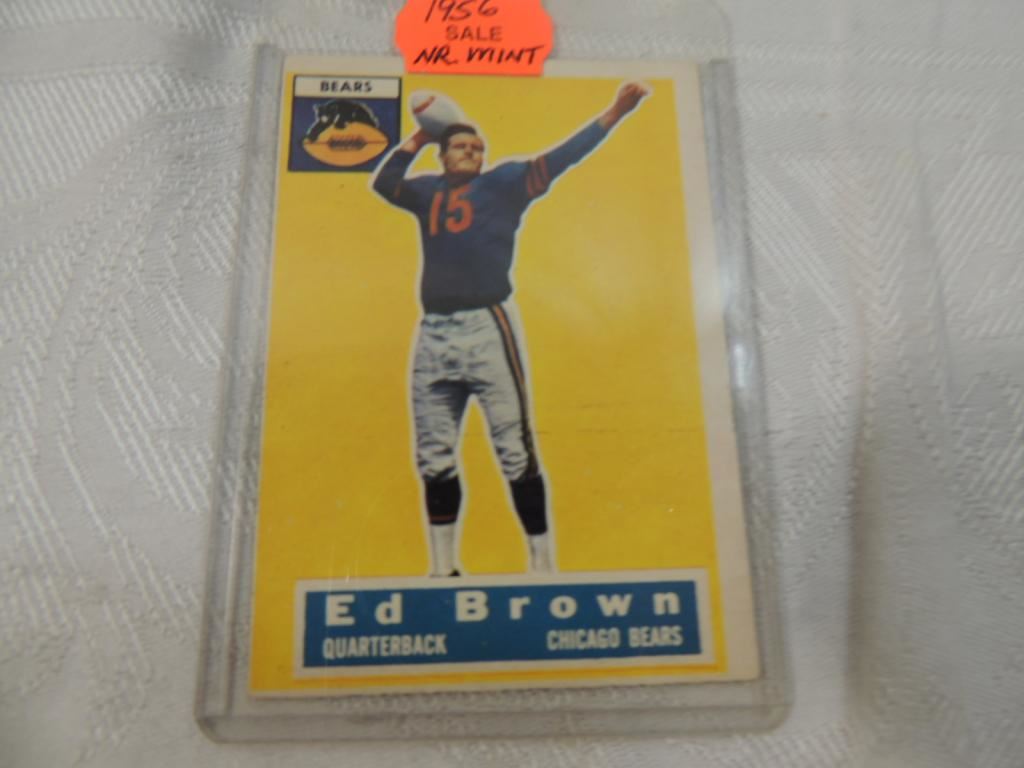 1956
SALE
NR. MINT
BEARS
15
Ed Brown
QUARTERBACK CHICAGO BEARS